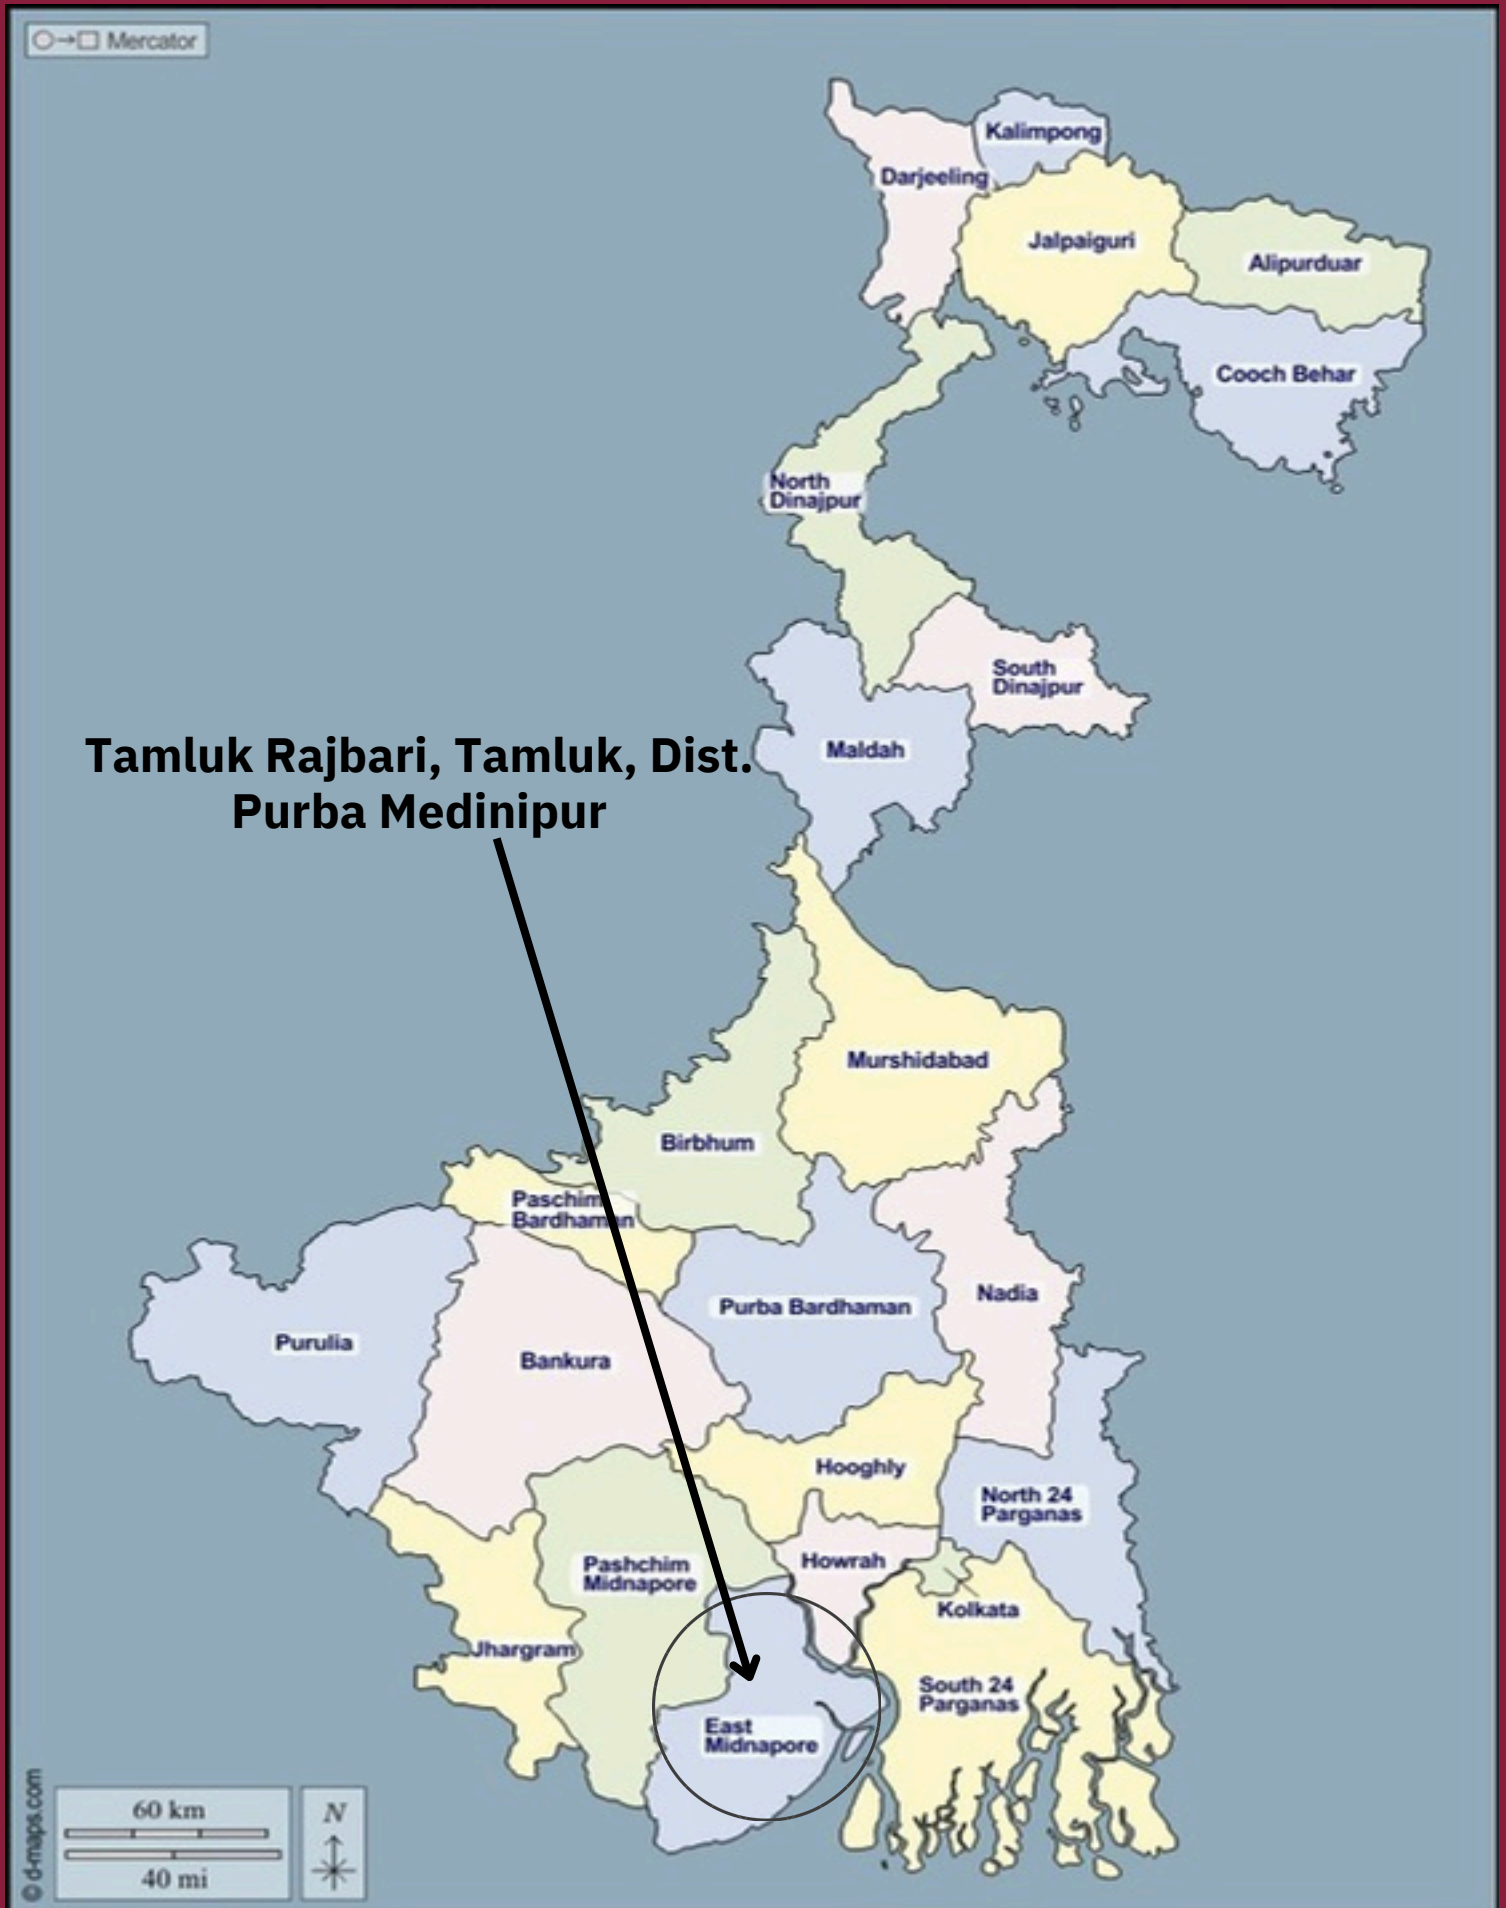 Mercator
Kalimpong
Darjeeling
Jalpaiguri
Alipurduar
Cooch Behar
North
Dinajpur
South
Dinajpur
Maldah
Tamluk Rajbari, Tamluk, Dist.
Purba Medinipur
Murshidabad
Birbhum
Paschim
Bardhaman
Nadia
Purba Bardhaman
Purulia
Bankura
Hooghly
North 24
Parganas
Howrah
Pashchim
Midnapore
Kolkata
Jhargram
South 24
Parganas
East
Midnapore
60 km
40 mi
N
© d-maps.com